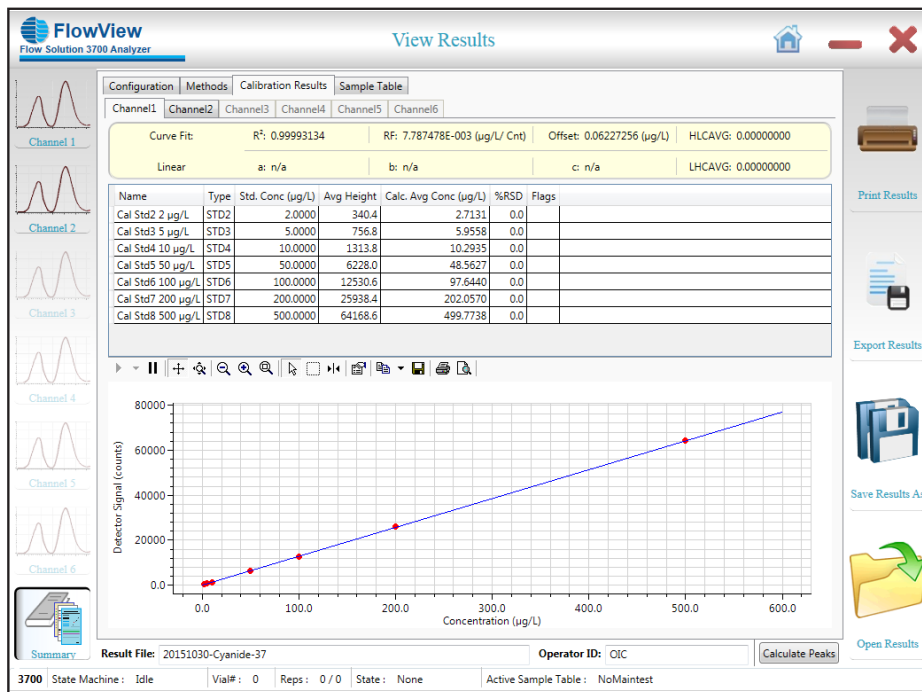 FlowView
Flow Solution 3700 Analyzer
View Results
Configuration Methods Calibration Results Sample Table
Channel1 Channel2 Channel3 Channel4 Channel5 Channel6
Curve Fit: R²: 0.99993134 RF: 7.787478E-003 (µg/L/ Cnt) Offset: 0.06227256 (µg/L) HLCAVG: 0.00000000
Linear a: n/a b: n/a c: n/a LHCAVG: 0.00000000
Name Type Std. Conc (µg/L) Avg Height Calc. Avg Conc (µg/L) %RSD Flags
Cal Std2 2 µg/L STD2 2.0000 340.4 2.7131 0.0
Cal Std3 5 µg/L STD3 5.0000 756.8 5.9558 0.0
Cal Std4 10 µg/L STD4 10.0000 1313.8 10.2935 0.0
Cal Std5 50 µg/L STD5 50.0000 6228.0 48.5627 0.0
Cal Std6 100 µg/L STD6 100.0000 12530.6 97.6440 0.0
Cal Std7 200 µg/L STD7 200.0000 25938.4 202.0570 0.0
Cal Std8 500 µg/L STD8 500.0000 64168.6 499.7738 0.0
Channel 1
Channel 2
Channel 3
Channel 4
Channel 5
Channel 6
Summary
Print Results
Export Results
Save Results As
Open Results
Detector Signal (counts)
80000
60000
40000
20000
0.0
0.0 100.0 200.0 300.0 400.0 500.0 600.0
Concentration (µg/L)
Result File: 20151030-Cyanide-37 Operator ID: OIC Calculate Peaks
3700 State Machine : Idle Vial# : 0 Reps : 0 / 0 State : None Active Sample Table : NoMaintest